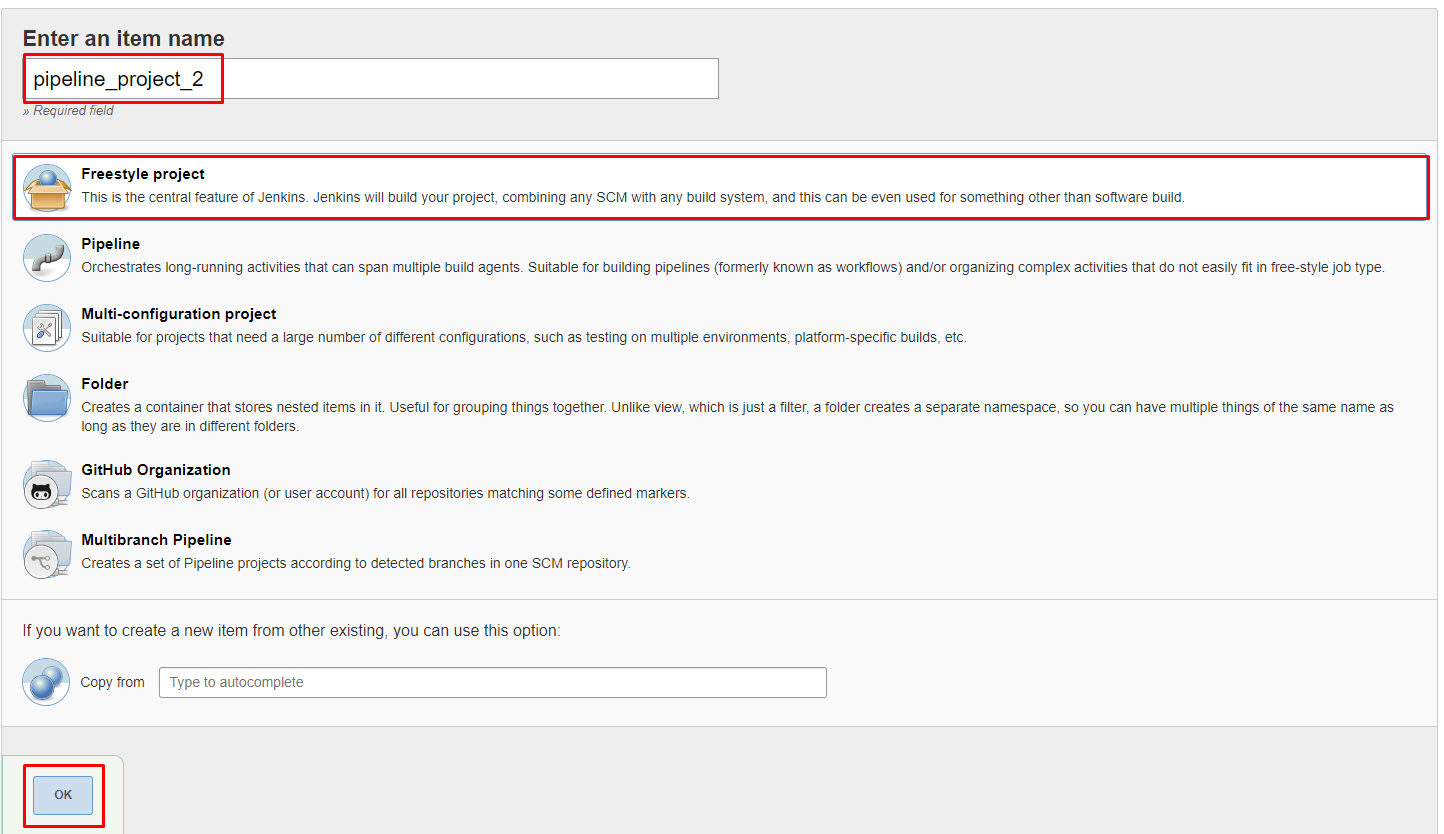 Enter an item name
pipeline_project_2
» Required field
Freestyle project
This is the central feature of Jenkins. Jenkins will build your project, combining any SCM with any build system, and this can be even used for something other than software build.
Pipeline
Orchestrates long-running activities that can span multiple build agents. Suitable for building pipelines (formerly known as workflows) and/or organizing complex activities that do not easily fit in free-style job type.
Multi-configuration project
Suitable for projects that need a large number of different configurations, such as testing on multiple environments, platform-specific builds, etc.
Folder
Creates a container that stores nested items in it. Useful for grouping things together. Unlike view, which is just a filter, a folder creates a separate namespace, so you can have multiple things of the same name as
long as they are in different folders.
GitHub Organization
Scans a GitHub organization (or user account) for all repositories matching some defined markers.
Multibranch Pipeline
Creates a set of Pipeline projects according to detected branches in one SCM repository.
If you want to create a new item from other existing, you can use this option:
Copy from
Type to autocomplete
OK